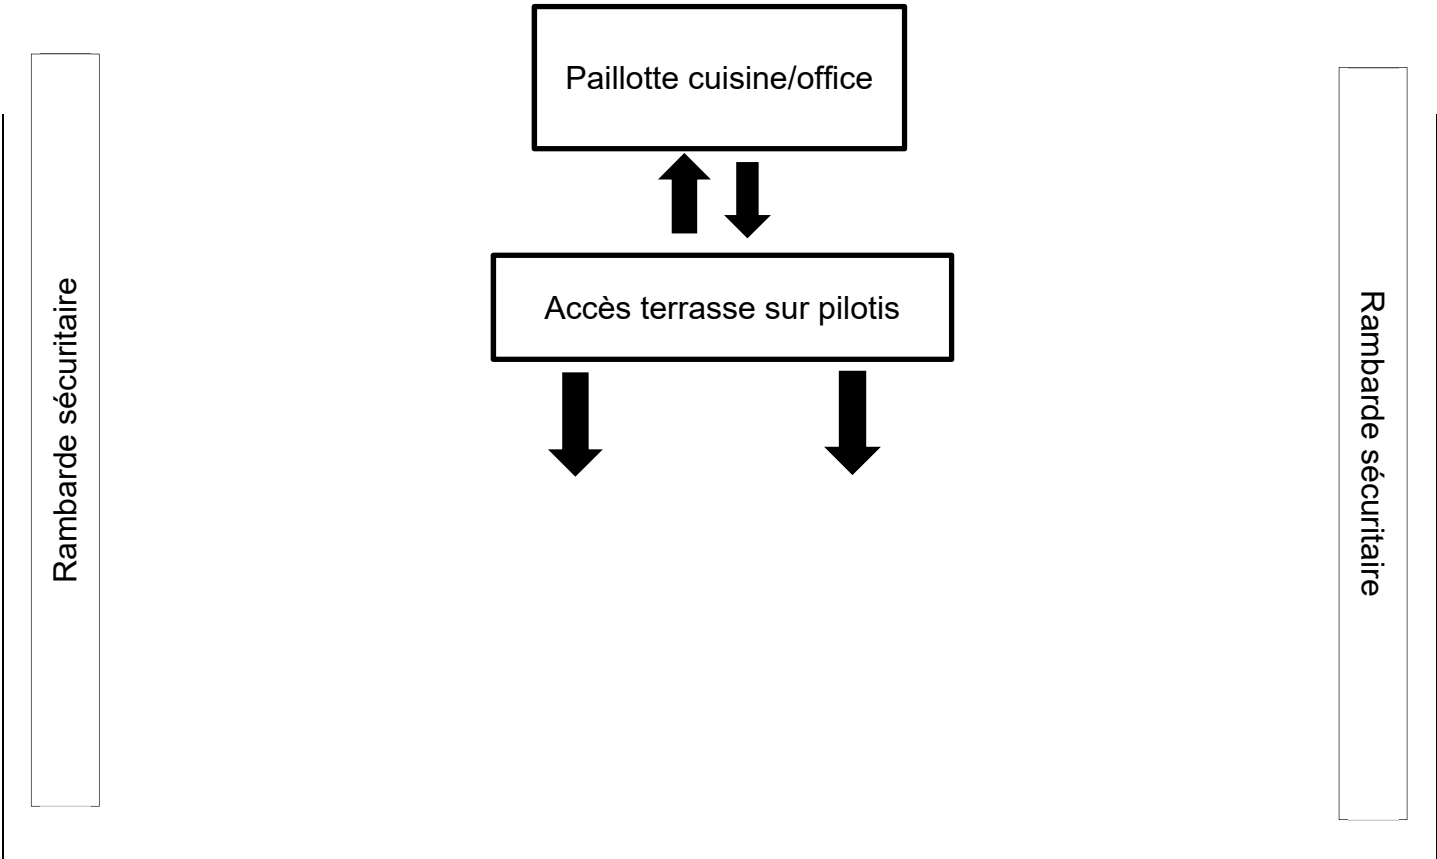 Paillotte cuisine/office
Accès terrasse sur pilotis
Rambarde sécuritaire
Rambarde sécuritaire